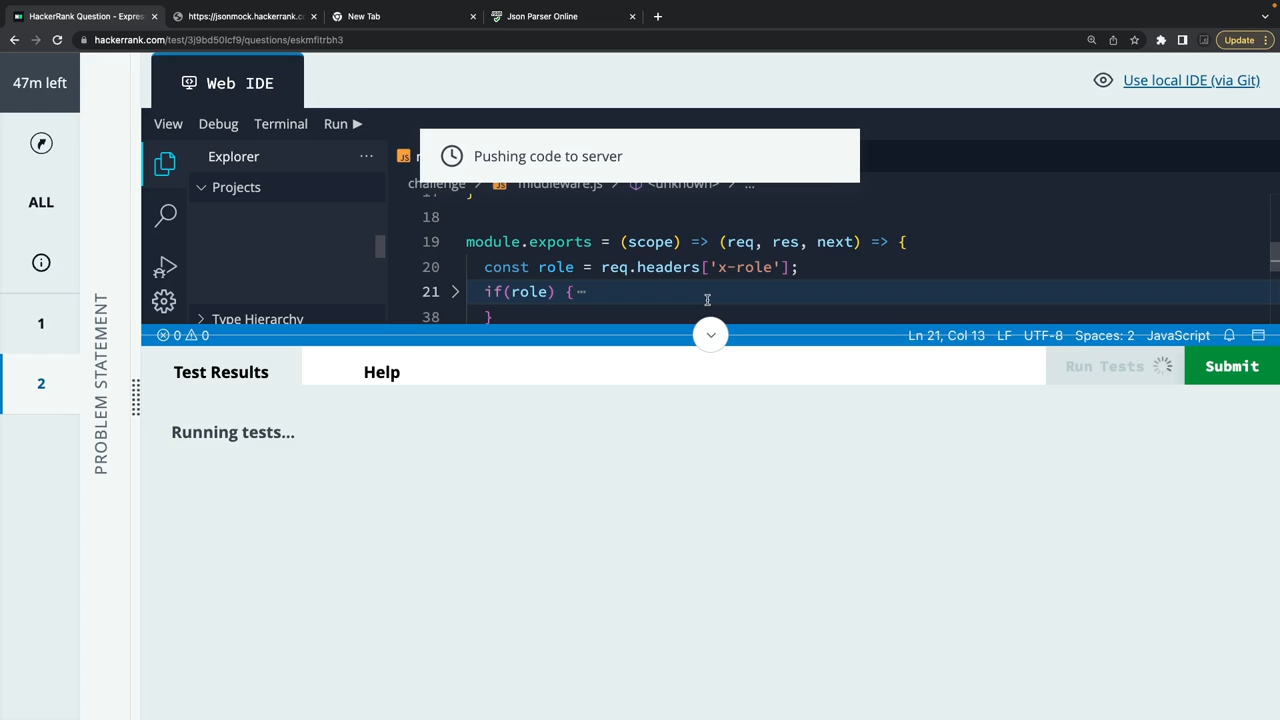 HackerRank Question - Expres
https://jsonmock.hackerrank.c
New Tab
Json Parser Online
hackerrank.com/test/3j9bd50lcf9/questions/eskmfitrbh3
Update
47m left
Web IDE
Use local IDE (via Git)
View
Debug
Terminal
Run
Explorer
JS
Pushing code to server
Projects
challenge
middleware.js
<unknown>
...
ALL
18
19 module.exports = (scope) => (req, res, next) => {
20 const role = req.headers['x-role'];
21 if(role) {
38 }
Type Hierarchy
0 0
Ln 21, Col 13
LF
UTF-8
Spaces: 2
JavaScript
1
2
PROBLEM STATEMENT
Test Results
Help
Run Tests
Submit
Running tests...